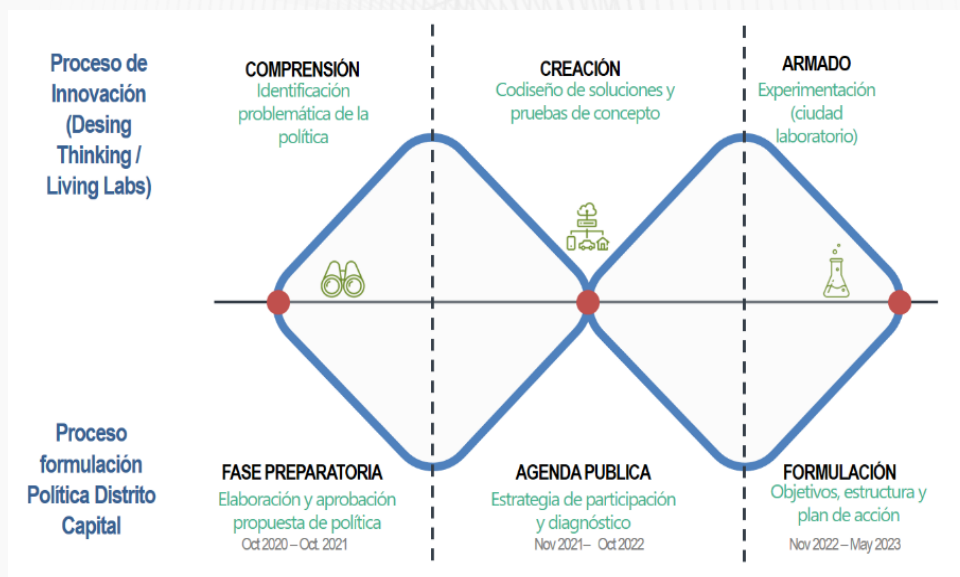 Proceso de
Innovación
(Desing
Thinking /
Living Labs)
COMPRENSIÓN
Identificación
problemática de la
política
CREACIÓN
Codiseño de soluciones y
pruebas de concepto
ARMADO
Experimentación
(ciudad
laboratorio)
Proceso
formulación
Política Distrito
Capital
FASE PREPARATORIA
Elaboración y aprobación
propuesta de política
Oct 2020 – Oct. 2021
AGENDA PUBLICA
Estrategia de participación
y diagnóstico
Nov 2021– Oct 2022
FORMULACIÓN
Objetivos, estructura y
plan de acción
Nov 2022 – May 2023